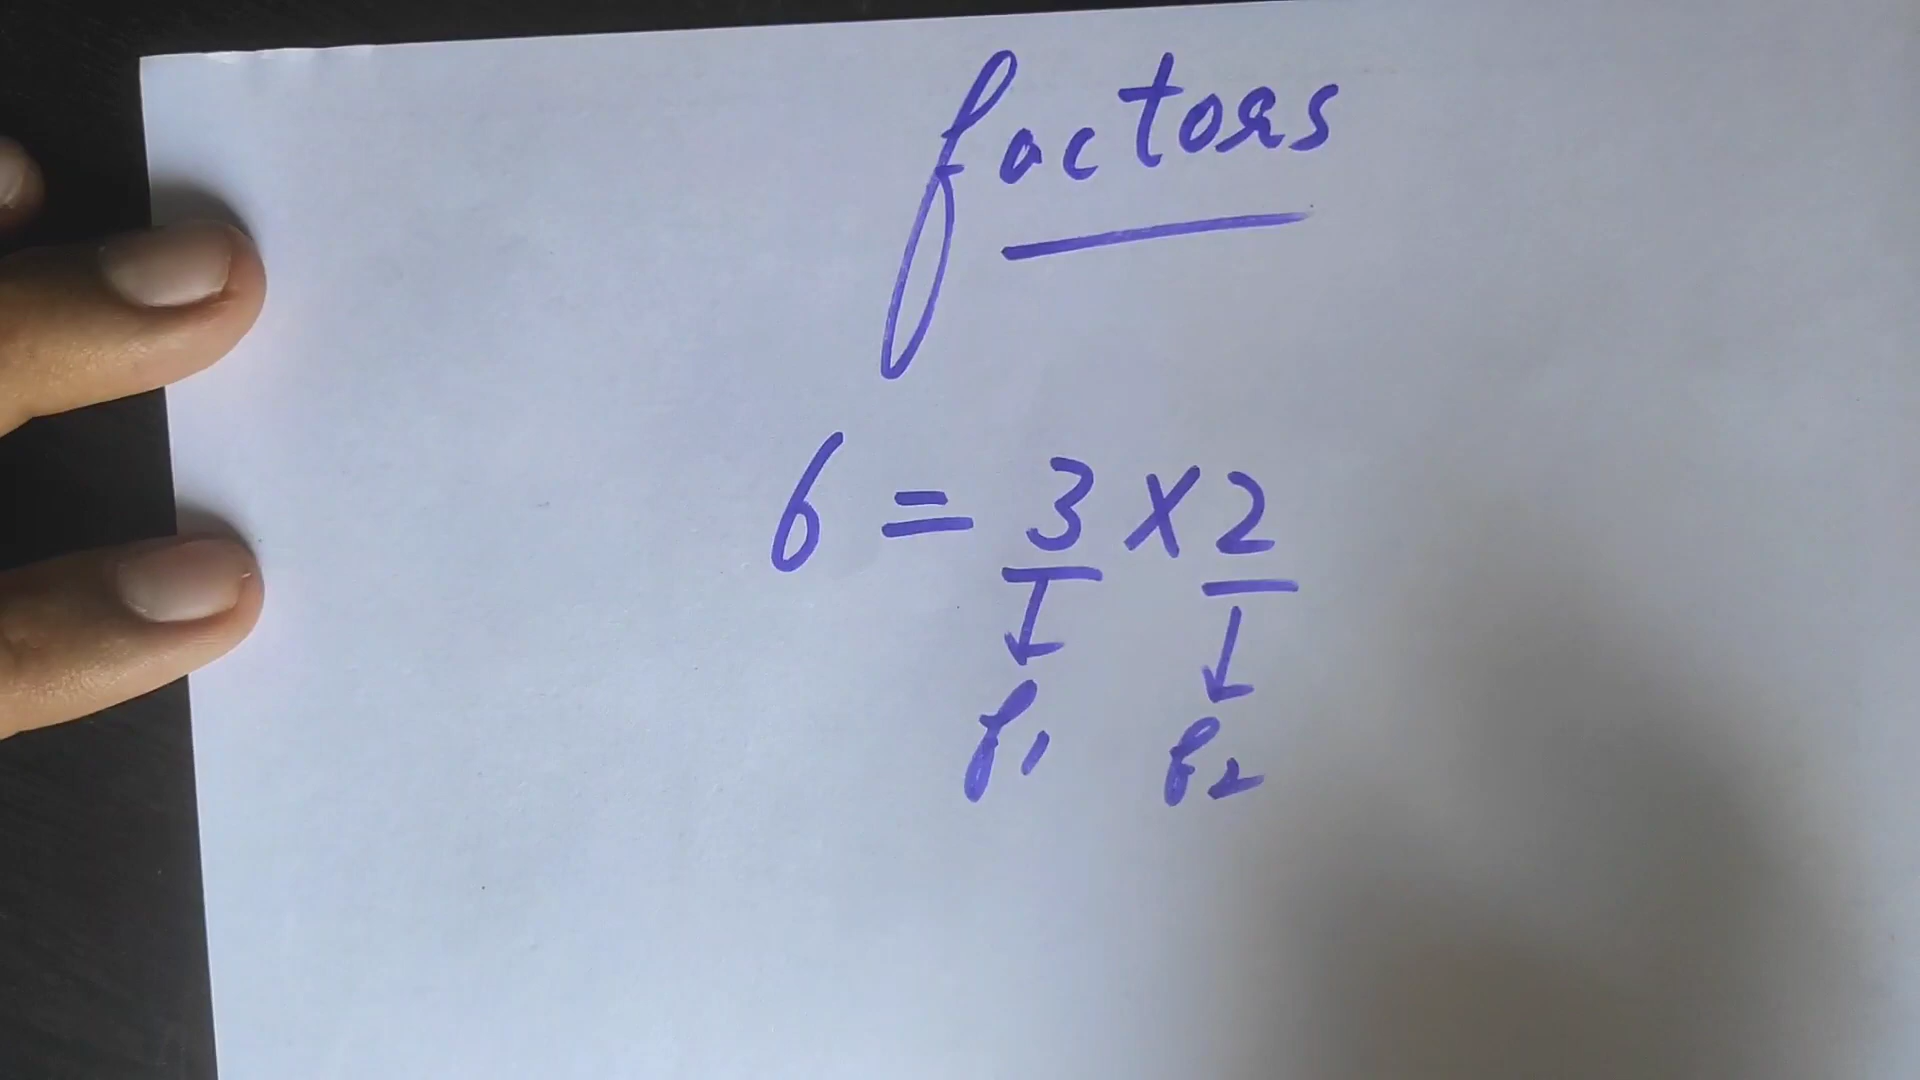 factors
6 = 3 × 2
↓ ↓
f₁ f₂